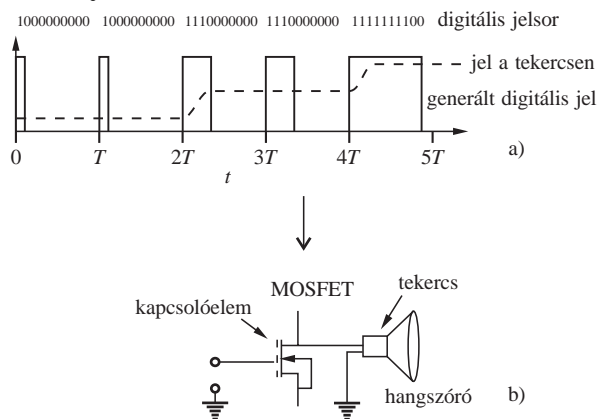 1000000000 1000000000 1110000000 1110000000 1111111100 digitális jelsor
jel a tekercsen
generált digitális jel
0 T 2T 3T 4T 5T
t
a)
MOSFET
tekercs
kapcsolóelem
hangszóró
b)